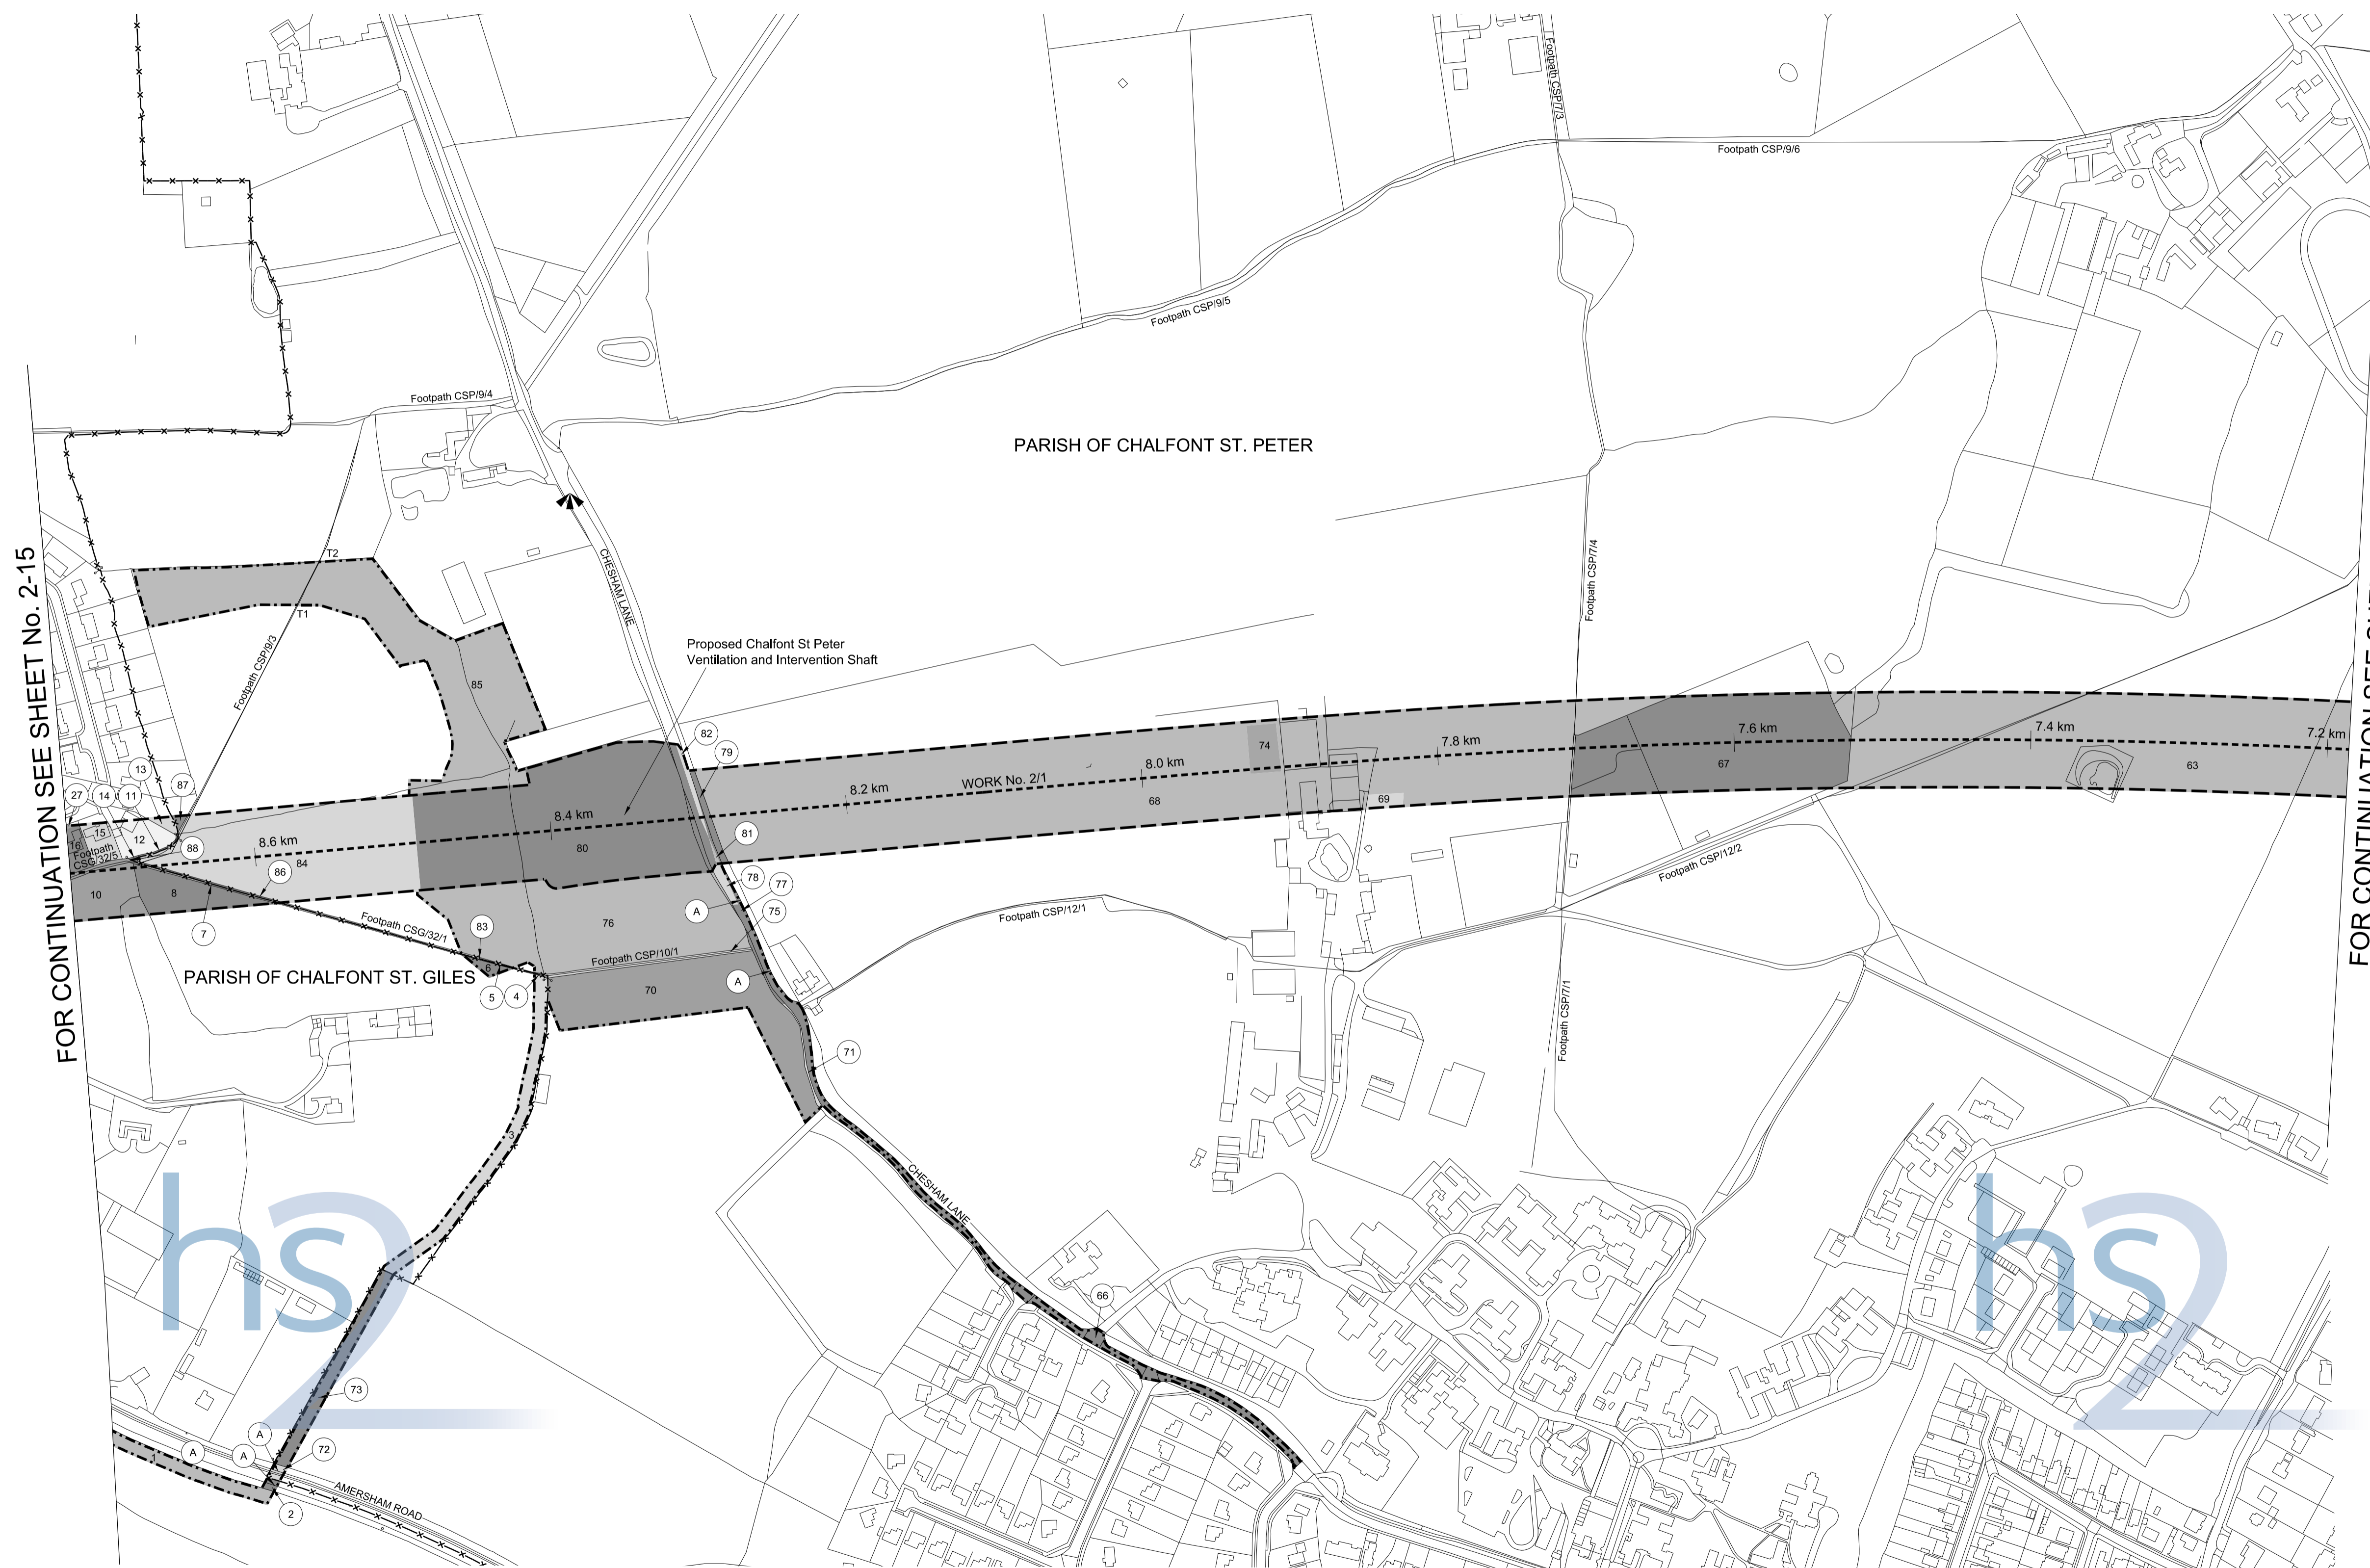 Footpath CSP/7/3
Footpath CSP/9/6
Footpath CSP/9/5
Footpath CSP/9/4
PARISH OF CHALFONT ST. PETER
FOR CONTINUATION SEE SHEET No. 2-15
T2
T1
CHESHAM LANE
Footpath CSP/7/4
Footpath CSP/9/3
Proposed Chalfont St Peter
Ventilation and Intervention Shaft
85
82
79
74
7.8 km
7.6 km
7.4 km
7.2 km
67
63
8.0 km
WORK No. 2/1
8.2 km
68
69
13
87
27
14
11
15
12
16
Footpath
CSG/32/5
88
8.6 km
84
8.4 km
80
81
86
10
8
7
78
77
A
75
76
Footpath CSP/12/2
Footpath CSP/12/1
Footpath CSG/32/1
83
6
Footpath CSP/10/1
5
4
A
70
PARISH OF CHALFONT ST. GILES
FOR CONTINUATION SEE
Footpath CSP/7/1
71
3
CHESHAM LANE
hs2
hs2
66
73
A
A
A
72
1
AMERSHAM ROAD
2